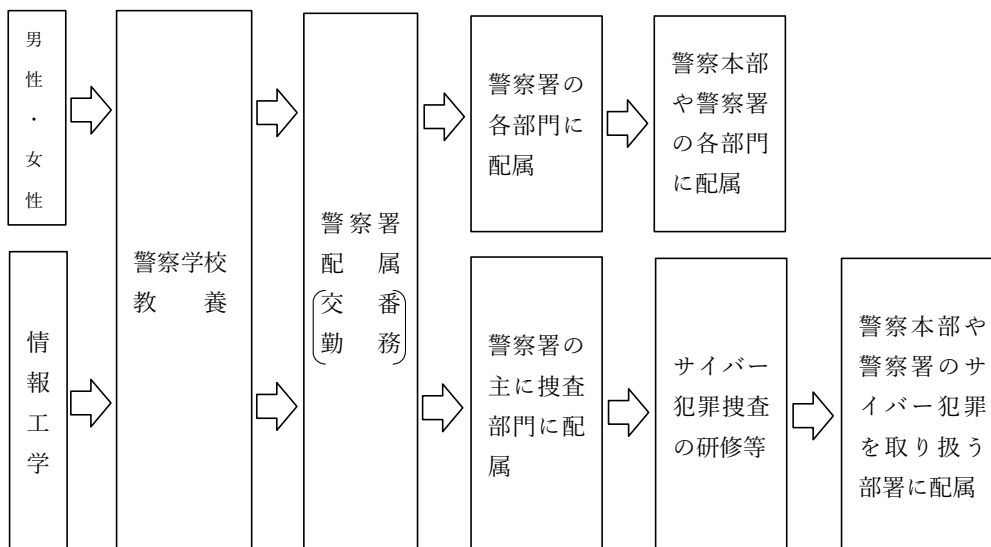 男性・女性
警察学校
教養
警察署
配属
(交番
勤務)
警察署の
各部門に
配属
警察本部
や警察署
の各部門
に配属
情報工学
警察署の
主に捜査
部門に配
属
サイバー
犯罪捜査
の研修等
警察本部や
警察署のサ
イバー犯罪
を取り扱う
部署に配属